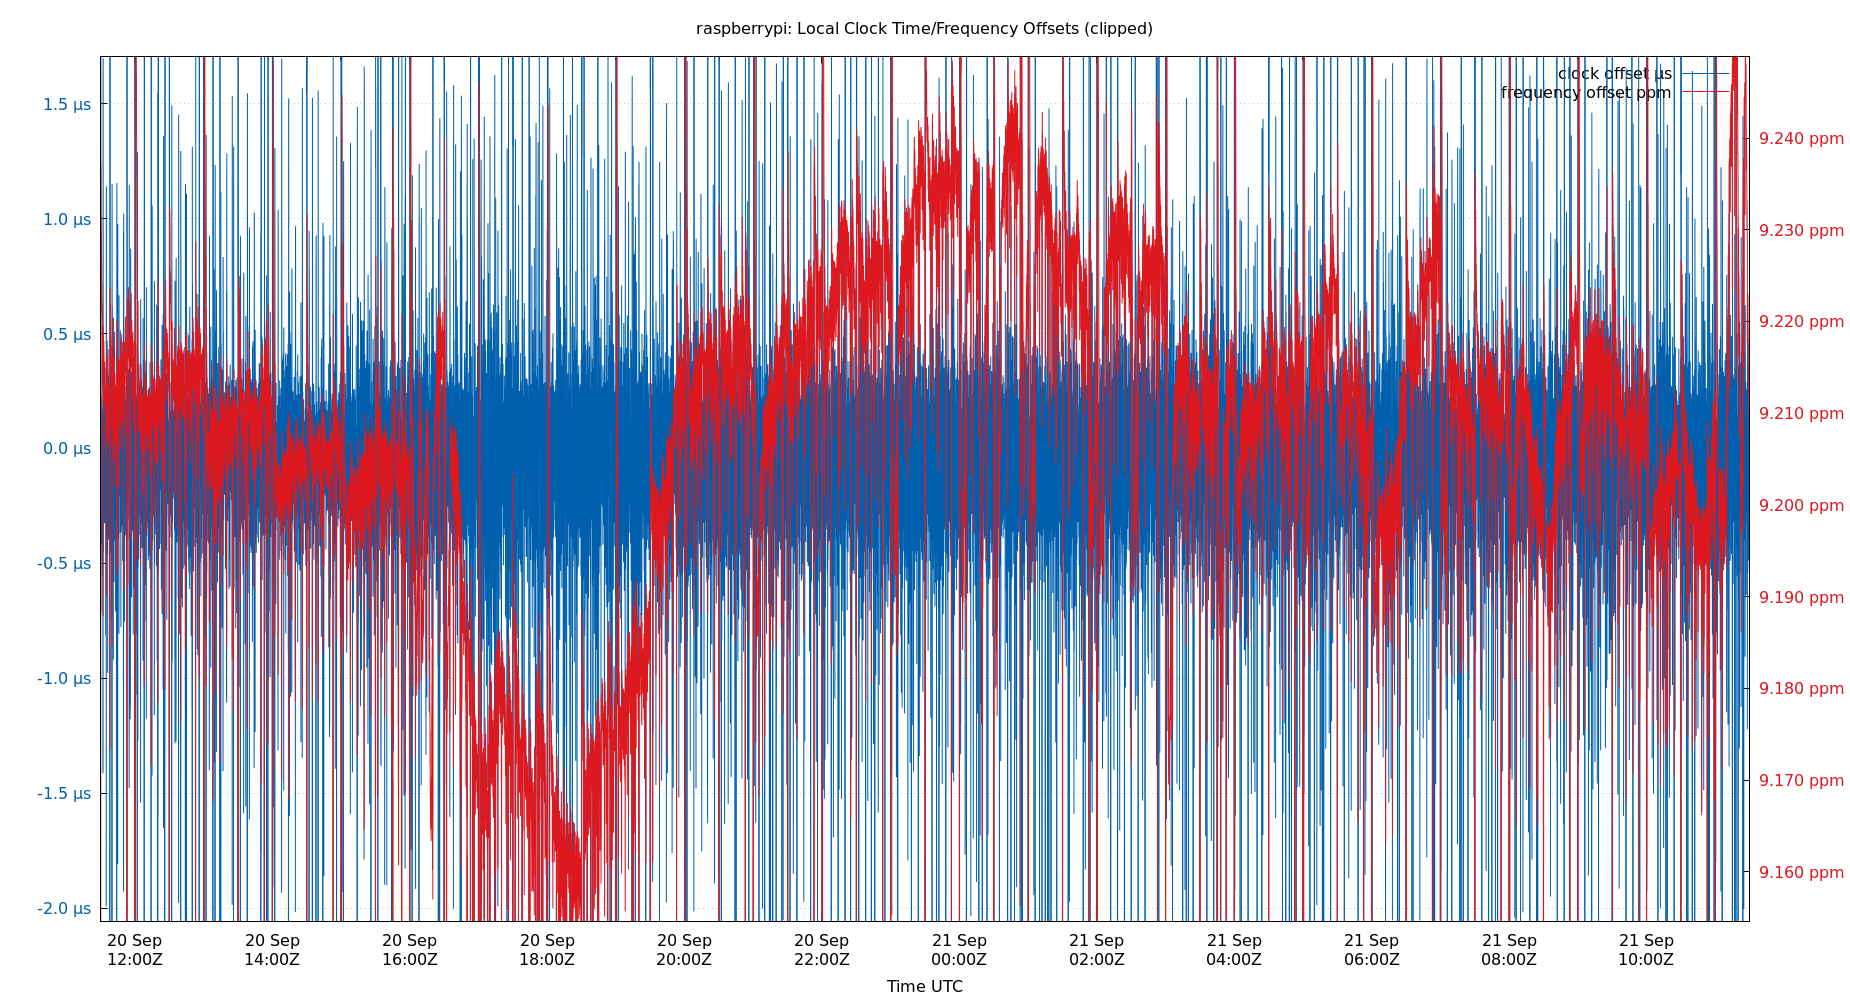 raspberrypi: Local Clock Time/Frequency Offsets (clipped)
clock offset µs
frequency offset ppm
1.5 µs
1.0 µs
0.5 µs
0.0 µs
-0.5 µs
-1.0 µs
-1.5 µs
-2.0 µs
9.240 ppm
9.230 ppm
9.220 ppm
9.210 ppm
9.200 ppm
9.190 ppm
9.180 ppm
9.170 ppm
9.160 ppm
20 Sep 20 Sep 20 Sep 20 Sep 20 Sep 20 Sep 21 Sep 21 Sep 21 Sep 21 Sep 21 Sep 21 Sep
12:00Z 14:00Z 16:00Z 18:00Z 20:00Z 22:00Z 00:00Z 02:00Z 04:00Z 06:00Z 08:00Z 10:00Z
Time UTC